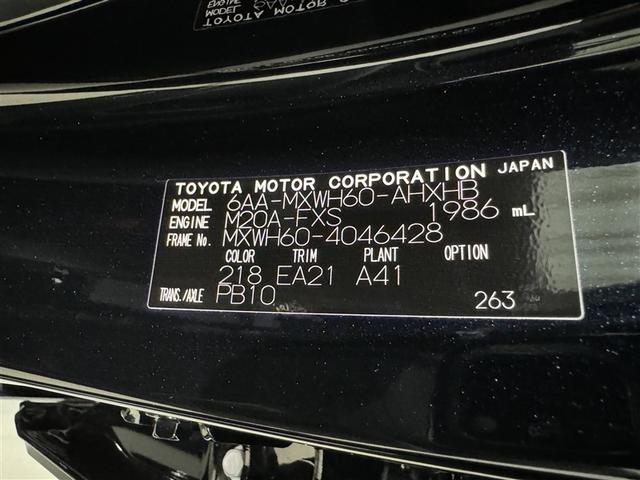 TOYOTA MOTOR CORPORATION JAPAN
MODEL 6AA-MXWH60-AHXHB
ENGINE M20A-FXS 1986 mL
FRAME No. MXWH60-4046428
COLOR TRIM PLANT OPTION
218 EA21 A41
TRANS./AXLE PB10 263